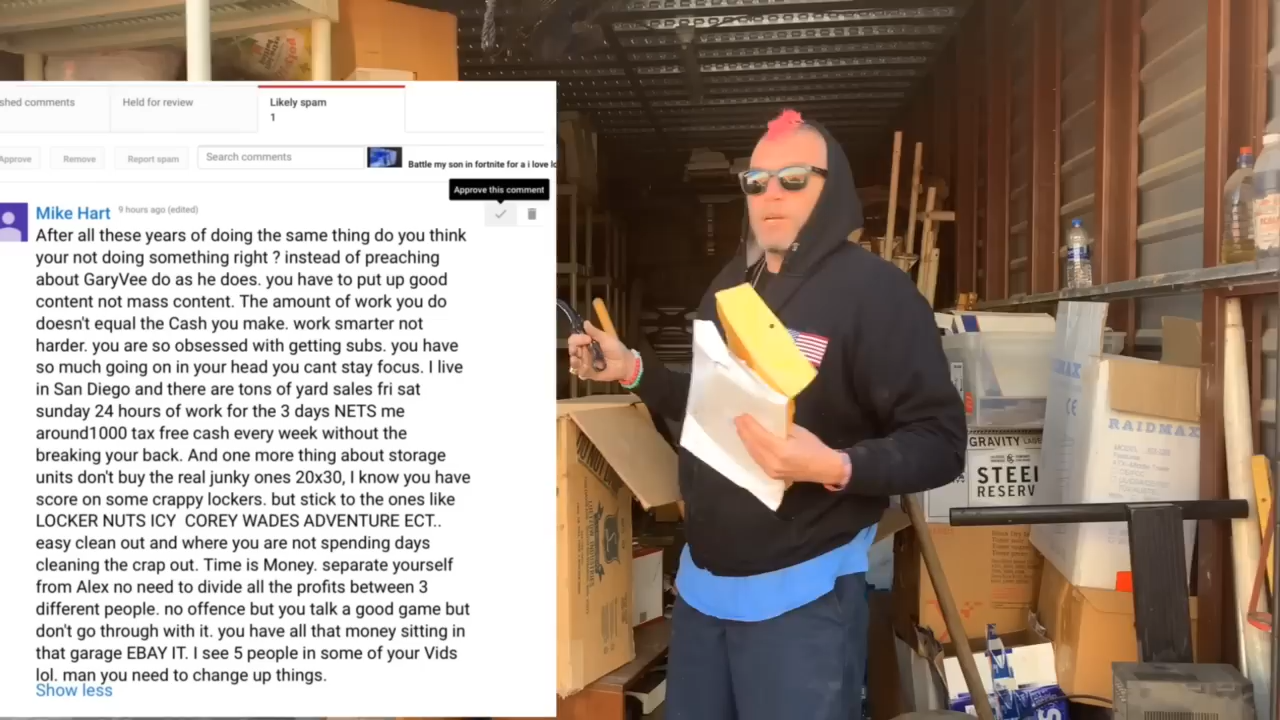 shed comments
Held for review
Likely spam
1
Approve
Remove
Report spam
Search comments
Battle my son in fortnite for a i love lo
Approve this comment
Mike Hart 9 hours ago (edited)
After all these years of doing the same thing do you think
your not doing something right ? instead of preaching
about GaryVee do as he does. you have to put up good
content not mass content. The amount of work you do
doesn't equal the Cash you make. work smarter not
harder. you are so obsessed with getting subs. you have
so much going on in your head you cant stay focus. I live
in San Diego and there are tons of yard sales fri sat
sunday 24 hours of work for the 3 days NETS me
around1000 tax free cash every week without the
breaking your back. And one more thing about storage
units don't buy the real junky ones 20x30, I know you have
score on some crappy lockers. but stick to the ones like
LOCKER NUTS ICY COREY WADES ADVENTURE ECT..
easy clean out and where you are not spending days
cleaning the crap out. Time is Money. separate yourself
from Alex no need to divide all the profits between 3
different people. no offence but you talk a good game but
don't go through with it. you have all that money sitting in
that garage EBAY IT. I see 5 people in some of your Vids
lol. man you need to change up things.
Show less
GRAVITY LAGE
STEEL
RESERV
RAIDMAX